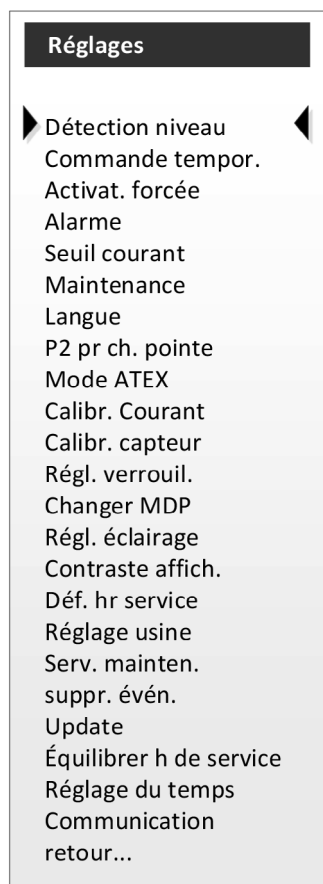 Réglages
Détection niveau
Commande tempor.
Activat. forcée
Alarme
Seuil courant
Maintenance
Langue
P2 pr ch. pointe
Mode ATEX
Calibr. Courant
Calibr. capteur
Régl. verrouil.
Changer MDP
Régl. éclairage
Contraste affich.
Déf. hr service
Réglage usine
Serv. mainten.
suppr. évén.
Update
Équilibrer h de service
Réglage du temps
Communication
retour...